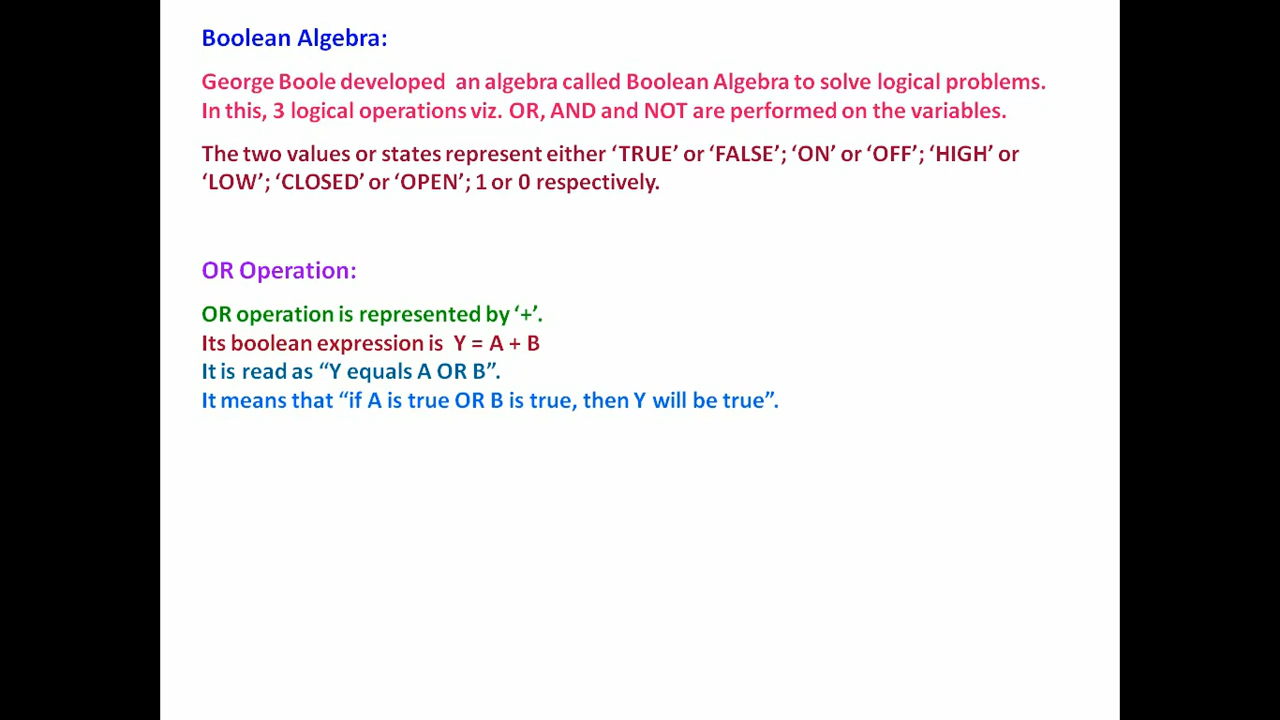 Boolean Algebra:
George Boole developed an algebra called Boolean Algebra to solve logical problems.
In this, 3 logical operations viz. OR, AND and NOT are performed on the variables.
The two values or states represent either ‘TRUE’ or ‘FALSE’; ‘ON’ or ‘OFF’; ‘HIGH’ or
‘LOW’; ‘CLOSED’ or ‘OPEN’; 1 or 0 respectively.
OR Operation:
OR operation is represented by ‘+’.
Its boolean expression is Y = A + B
It is read as “Y equals A OR B”.
It means that “if A is true OR B is true, then Y will be true”.